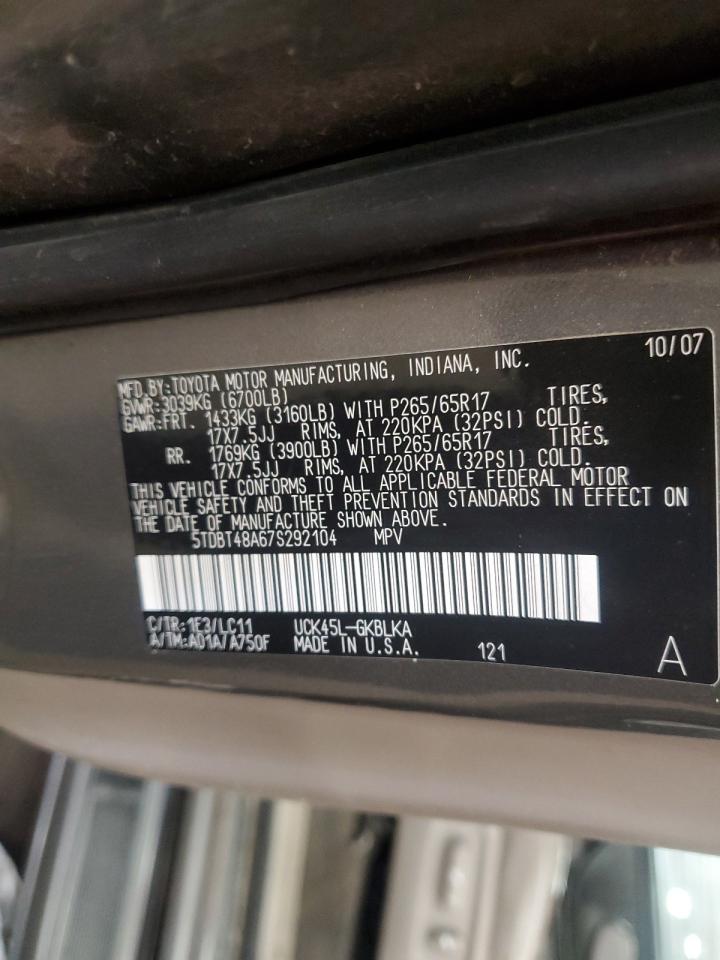 10/07
MFD.BY:TOYOTA MOTOR MANUFACTURING, INDIANA, INC.
GVWR:3039KG (6700LB)
GAWR:FRT. 1433KG (3160LB) WITH P265/65R17 TIRES,
17X7.5JJ RIMS, AT 220KPA (32PSI) COLD.
RR. 1769KG (3900LB) WITH P265/65R17 TIRES,
17X7.5JJ RIMS, AT 220KPA (32PSI) COLD.
THIS VEHICLE CONFORMS TO ALL APPLICABLE FEDERAL MOTOR
VEHICLE SAFETY AND THEFT PREVENTION STANDARDS IN EFFECT ON
THE DATE OF MANUFACTURE SHOWN ABOVE.
5TDBT48A67S292104 MPV
C/TR:1E3/LC11 UCK45L-GKBLKA
A/TM:A01A/A750F MADE IN U.S.A. 121 A